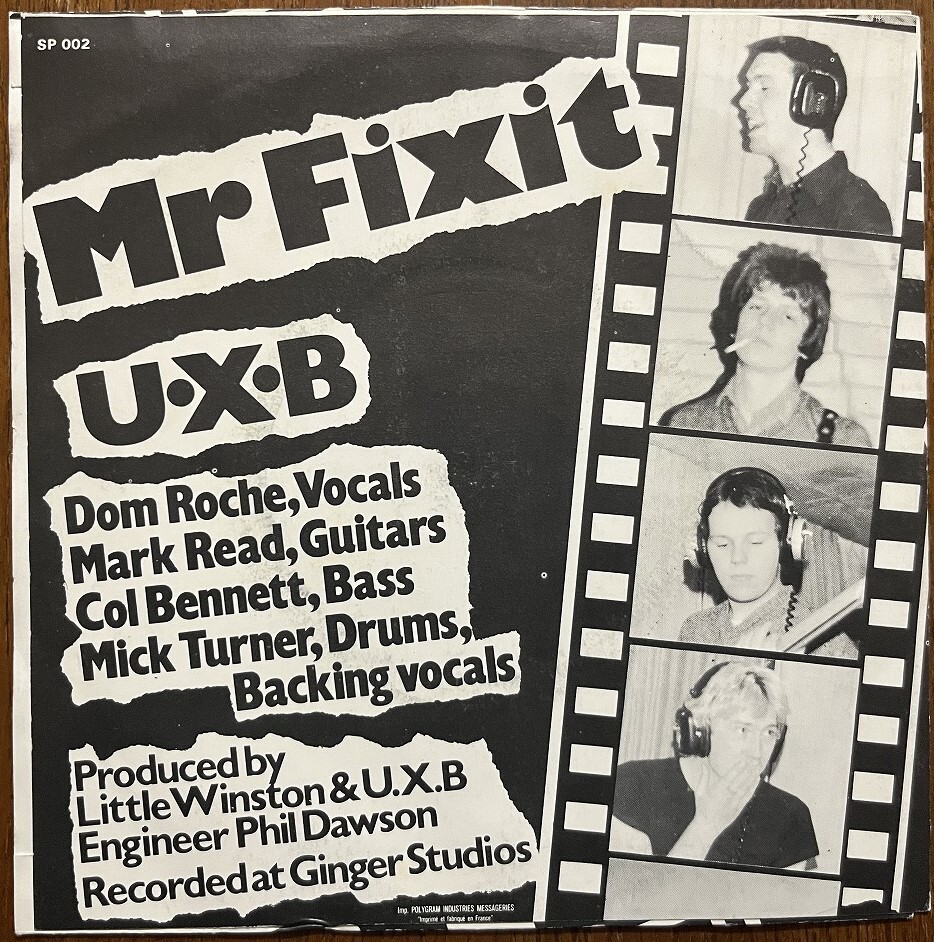 SP 002
Mr Fixit
U•X•B
Dom Roche, Vocals
Mark Read, Guitars
Col Bennett, Bass
Mick Turner, Drums,
Backing vocals
Produced by
Little Winston & U.X.B
Engineer Phil Dawson
Recorded at Ginger Studios
Imp. POLYGRAM INDUSTRIES MESSAGERIES
"Imprimé et fabriqué en France"